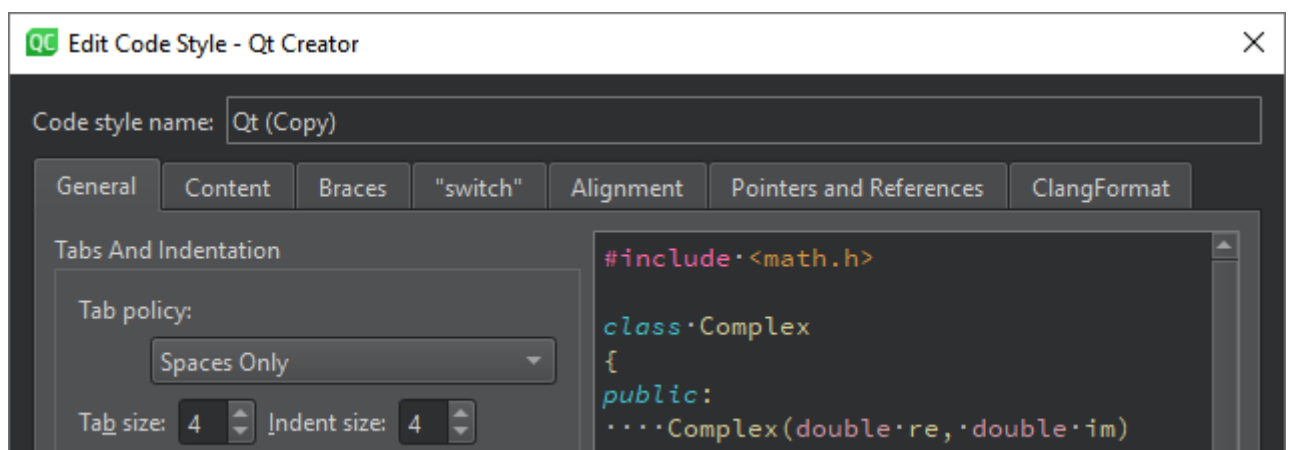 QC Edit Code Style - Qt Creator
Code style name: Qt (Copy)
General Content Braces "switch" Alignment Pointers and References ClangFormat
Tabs And Indentation
Tab policy:
Spaces Only
Tab size: 4 Indent size: 4
#include·<math.h>
class·Complex
{
public:
····Complex(double·re,·double·im)